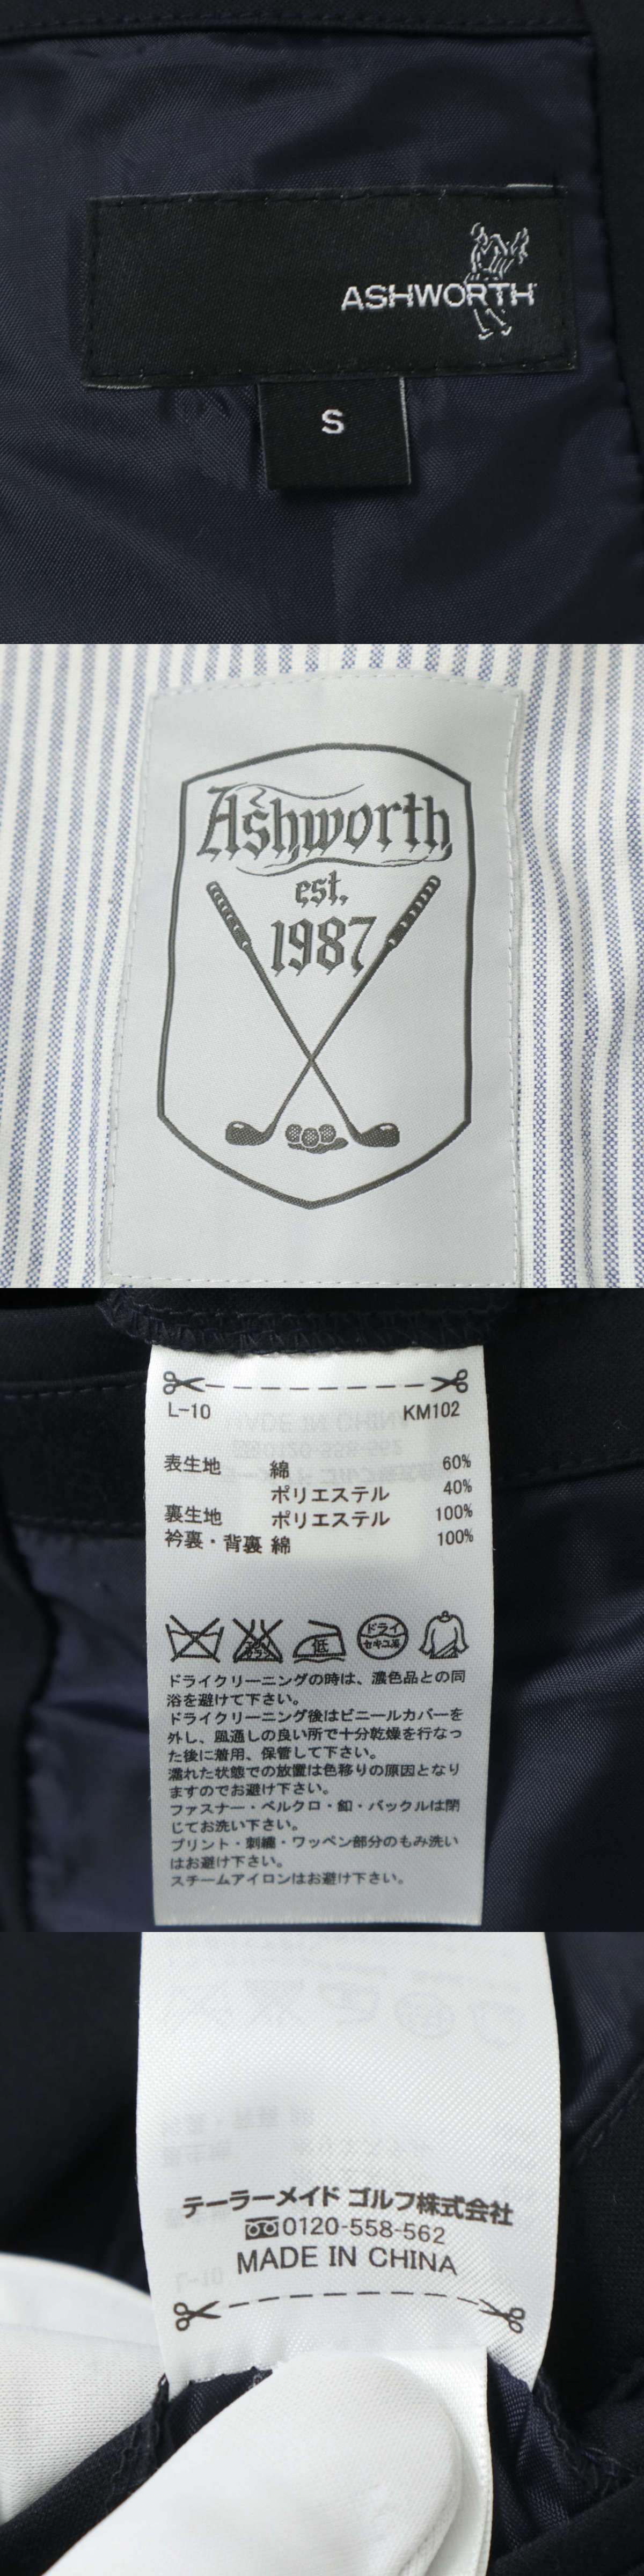 ASHWORTH
S
Ashworth
est.
1987
L-10 KM102
表生地 綿 60%
ポリエステル 40%
裏生地 ポリエステル 100%
衿裏・背裏 綿 100%
低
ドライ
セキユ系
ドライクリーニングの時は、濃色品との同
浴を避けて下さい。
ドライクリーニング後はビニールカバーを
外し、風通しの良い所で十分乾燥を行なっ
た後に着用、保管して下さい。
濡れた状態での放置は色移りの原因となり
ますのでお避け下さい。
ファスナー・ベルクロ・釦・バックルは閉
じてお洗い下さい。
プリント・刺繍・ワッペン部分のもみ洗い
はお避け下さい。
スチームアイロンはお避け下さい。
テーラーメイド ゴルフ株式会社
0120-558-562
MADE IN CHINA